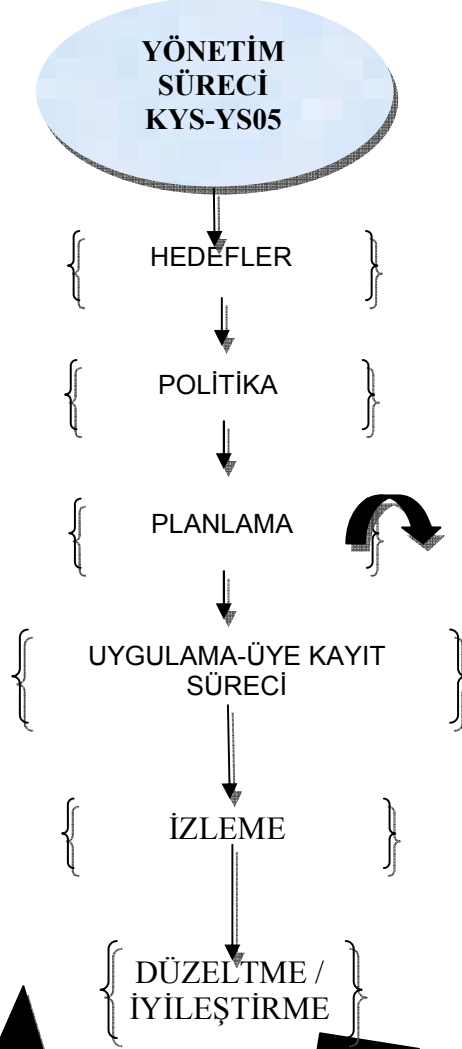 YÖNETİM
SÜRECİ
KYS-YS05
HEDEFLER
POLİTİKA
PLANLAMA
UYGULAMA-ÜYE KAYIT
SÜRECİ
İZLEME
DÜZELTME /
İYİLEŞTİRME